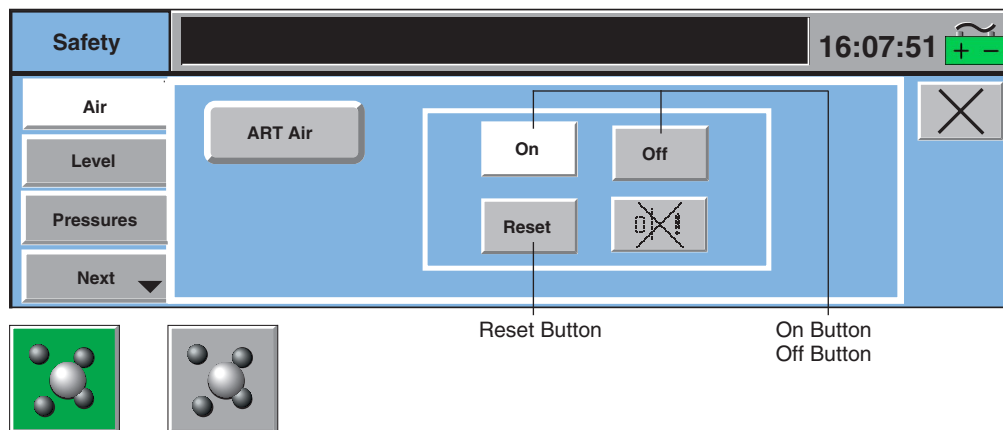 Safety
16:07:51
+ −
Air
Level
Pressures
Next
ART Air
On
Off
Reset
Reset Button
On Button
Off Button